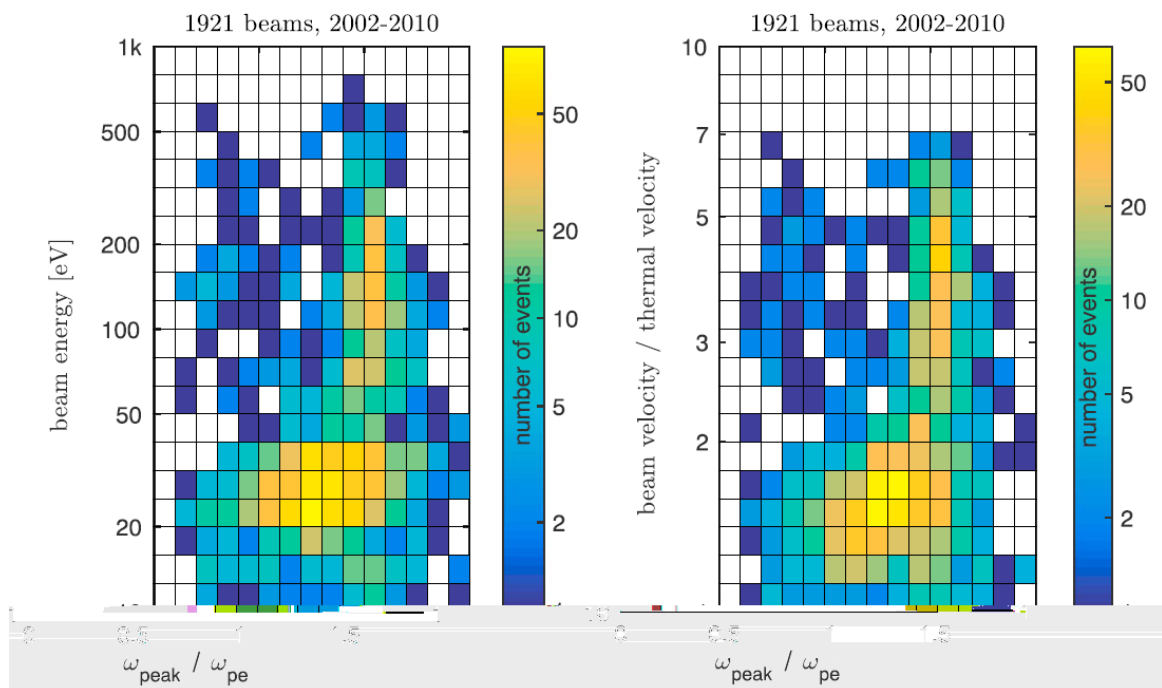 1921 beams, 2002-2010
1k
500
200
100
50
20
beam energy [eV]
50
20
10
5
2
number of events
ω_peak / ω_pe
1921 beams, 2002-2010
10
7
5
3
2
beam velocity / thermal velocity
50
20
10
5
2
number of events
ω_peak / ω_pe